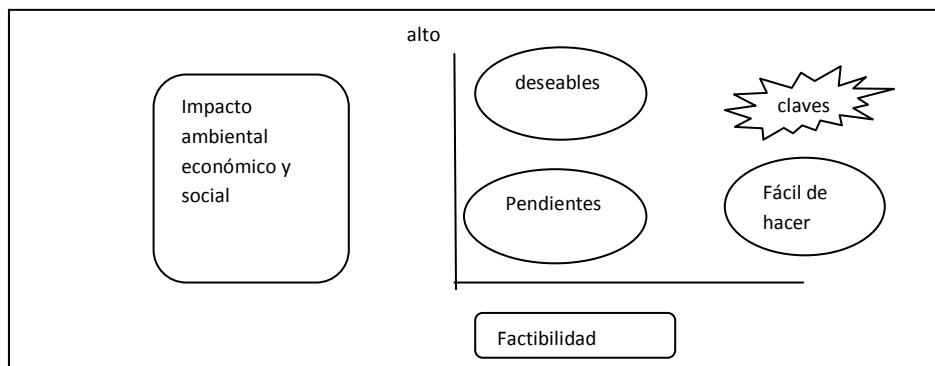 alto
Impacto
ambiental
económico y
social
deseables
claves
Pendientes
Fácil de
hacer
Factibilidad